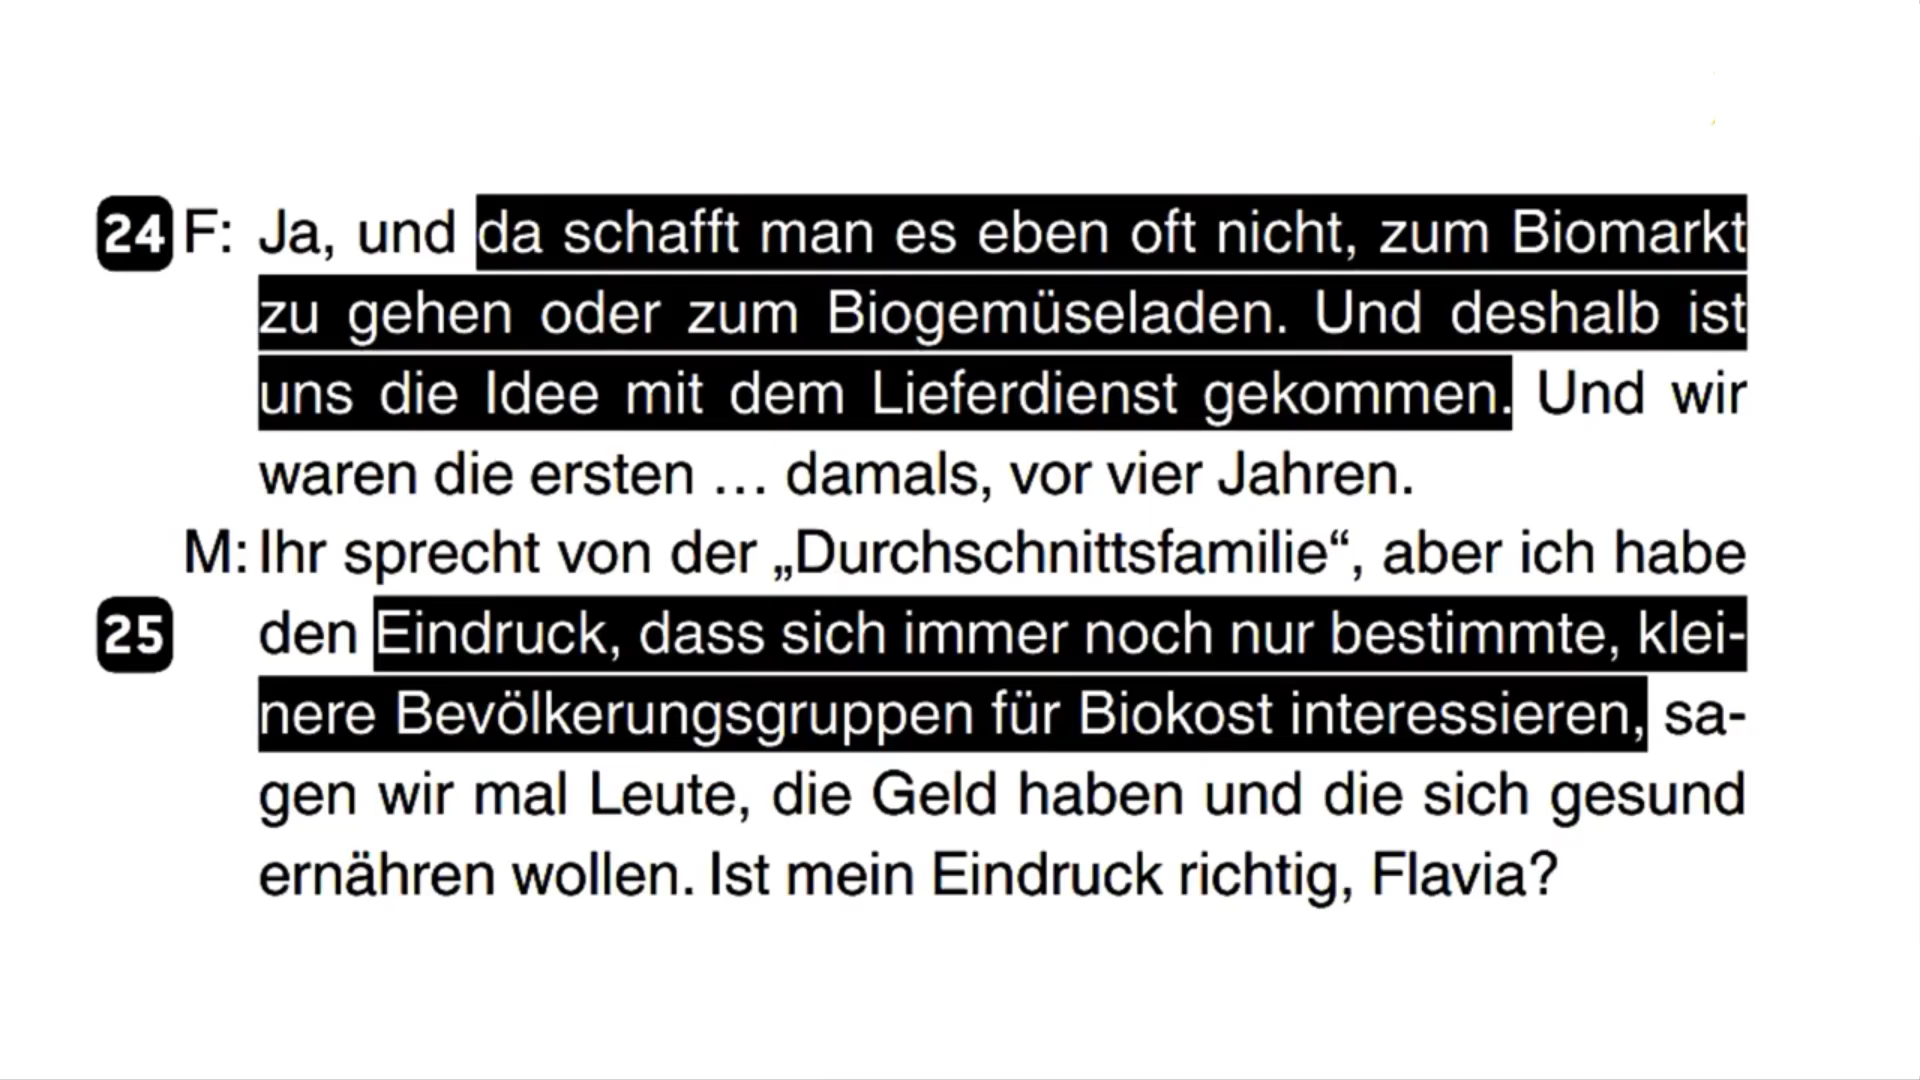 24 F: Ja, und da schafft man es eben oft nicht, zum Biomarkt
zu gehen oder zum Biogemüseladen. Und deshalb ist
uns die Idee mit dem Lieferdienst gekommen. Und wir
waren die ersten … damals, vor vier Jahren.
M: Ihr sprecht von der „Durchschnittsfamilie“, aber ich habe
25 den Eindruck, dass sich immer noch nur bestimmte, klei-
nere Bevölkerungsgruppen für Biokost interessieren, sa-
gen wir mal Leute, die Geld haben und die sich gesund
ernähren wollen. Ist mein Eindruck richtig, Flavia?